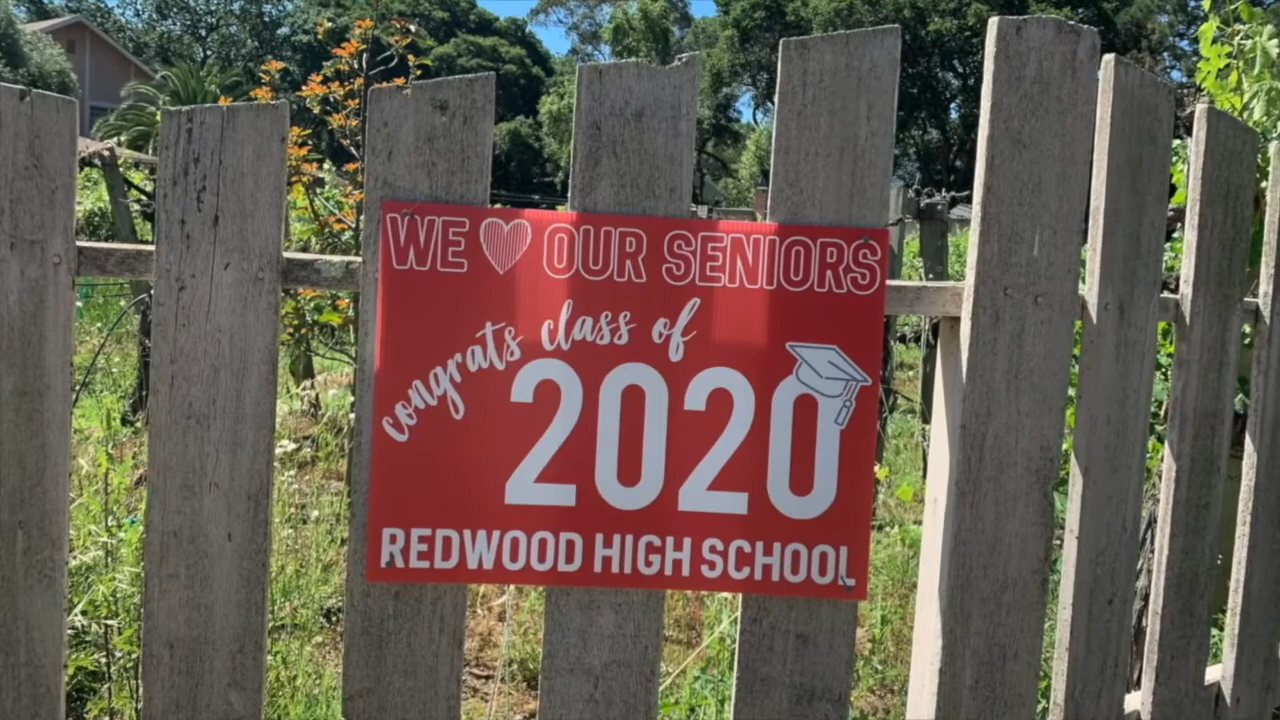 WE ♥ OUR SENIORS
congrats class of
2020
REDWOOD HIGH SCHOOL